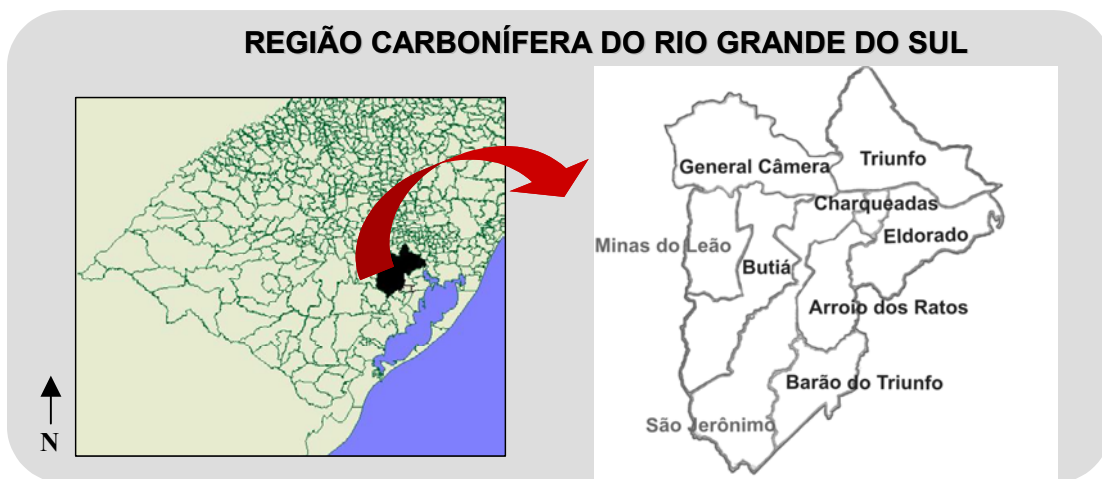 REGIÃO CARBONÍFERA DO RIO GRANDE DO SUL
General Câmera
Triunfo
Charqueadas
Eldorado
Minas do Leão
Butiá
Arroio dos Ratos
Barão do Triunfo
São Jerônimo
N